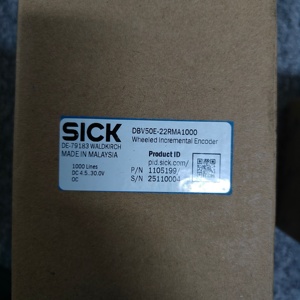 SICK
DE-79183 WALDKIRCH
MADE IN MALAYSIA
DBV50E-22RMA1000
Wheeled Incremental Encoder
Product ID
pid.sick.com/
P/N 1105199/
S/N 25110004
1000 Lines
DC 4.5..30.0V
OC